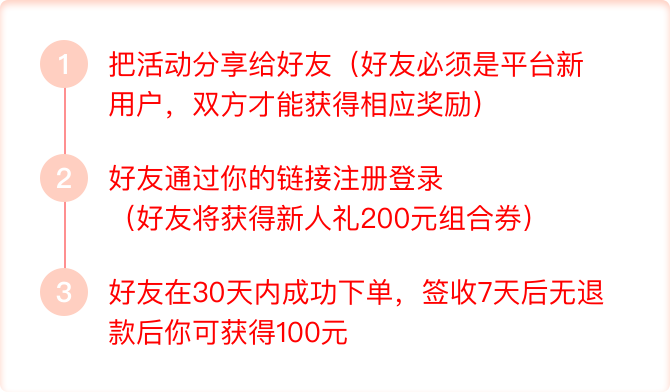 1
把活动分享给好友（好友必须是平台新
用户，双方才能获得相应奖励）
2
好友通过你的链接注册登录
（好友将获得新人礼200元组合券）
3
好友在30天内成功下单，签收7天后无退
款后你可获得100元